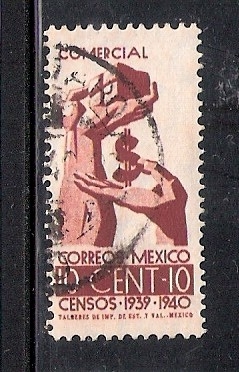 COMERCIAL
$
CORREOS MEXICO
10 CENT-10
CENSOS·1939-1940
TALLERES DE IMP. DE EST. Y VAL.-MEXICO